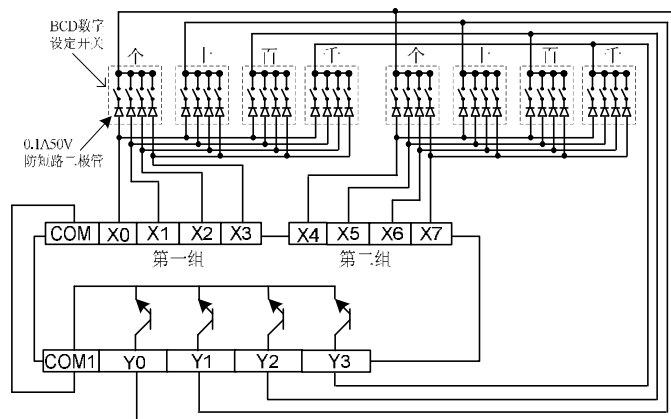 BCD数字
设定开关
个 十 百 千 个 十 百 千
0.1A50V
防短路二极管
COM X0 X1 X2 X3 X4 X5 X6 X7
第一组 第二组
COM1 Y0 Y1 Y2 Y3